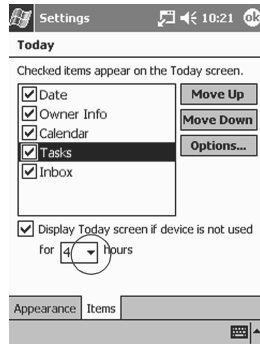 Settings 10:21 ok
Today
Checked items appear on the Today screen.
Date
Owner Info
Calendar
Tasks
Inbox
Move Up
Move Down
Options...
Display Today screen if device is not used
for 4 hours
Appearance Items